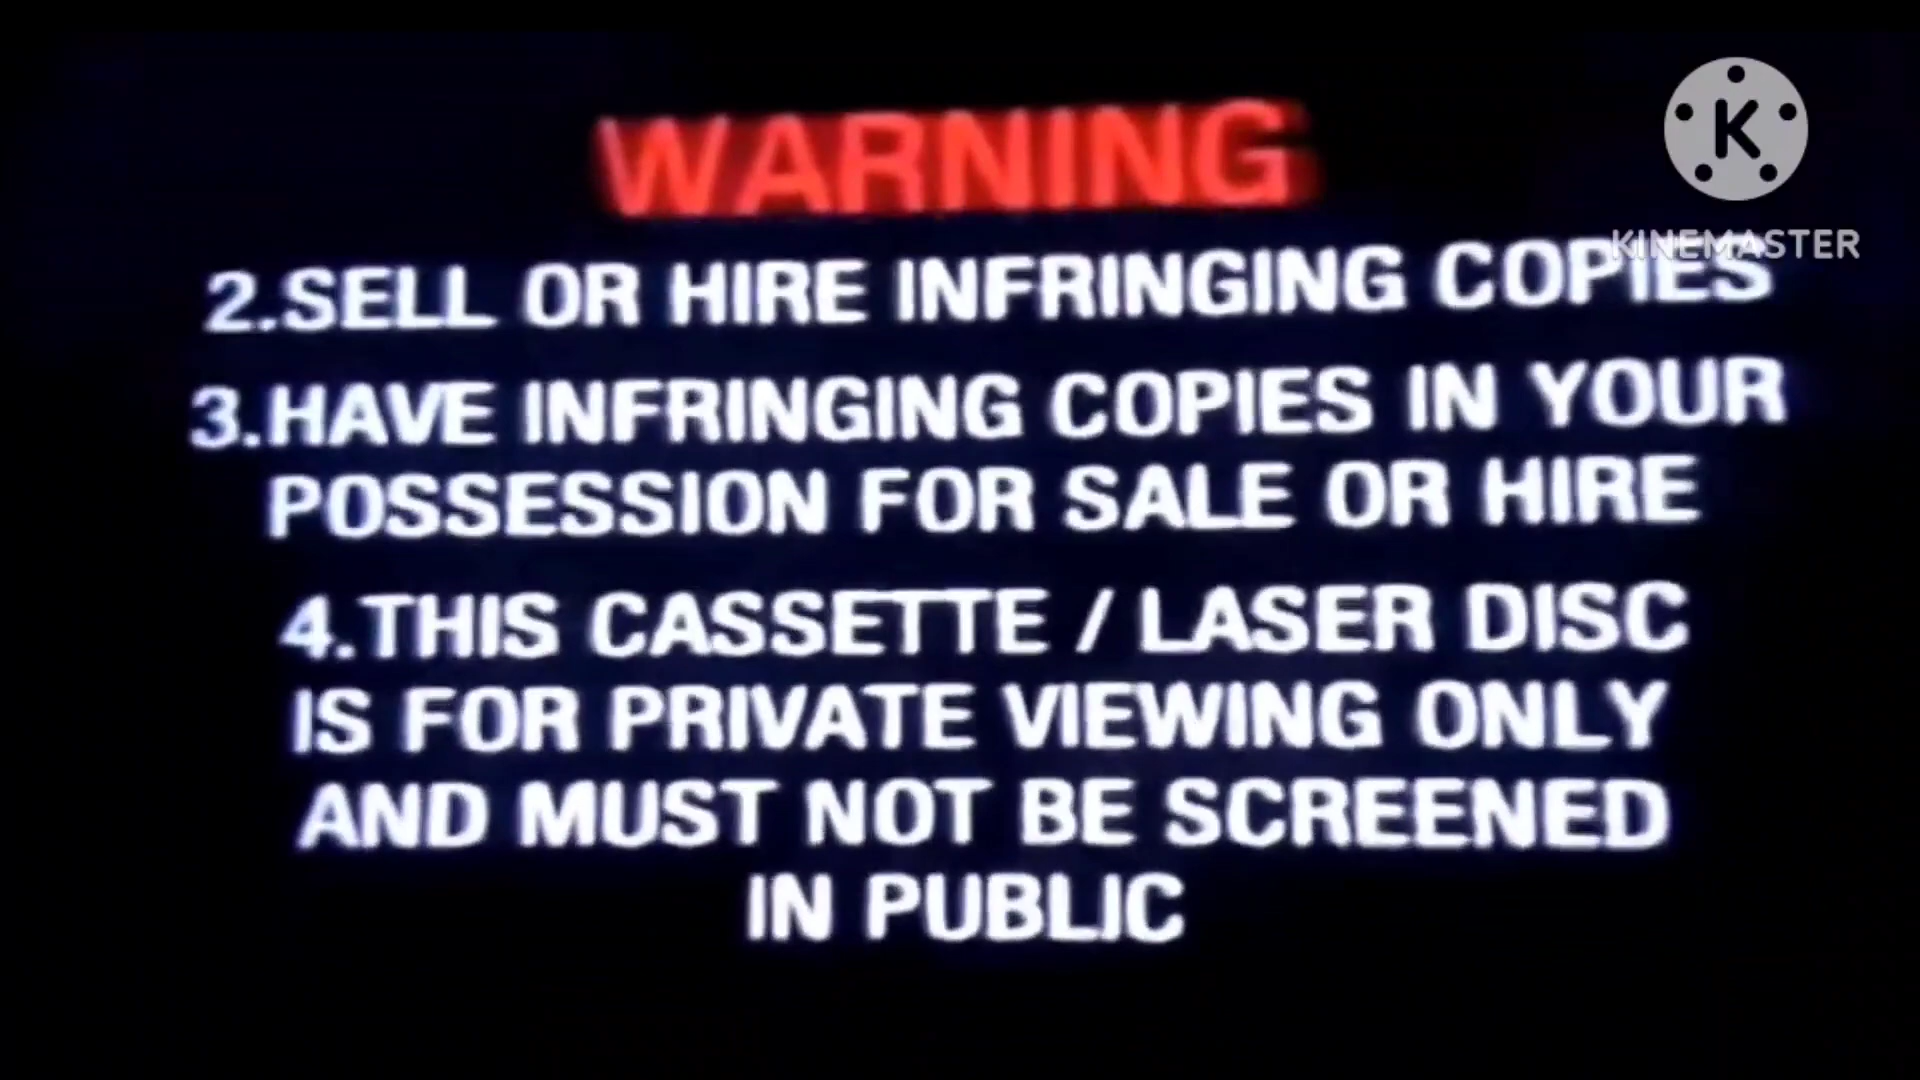 WARNING
K
KINEMASTER
2.SELL OR HIRE INFRINGING COPIES
3.HAVE INFRINGING COPIES IN YOUR
POSSESSION FOR SALE OR HIRE
4.THIS CASSETTE / LASER DISC
IS FOR PRIVATE VIEWING ONLY
AND MUST NOT BE SCREENED
IN PUBLIC